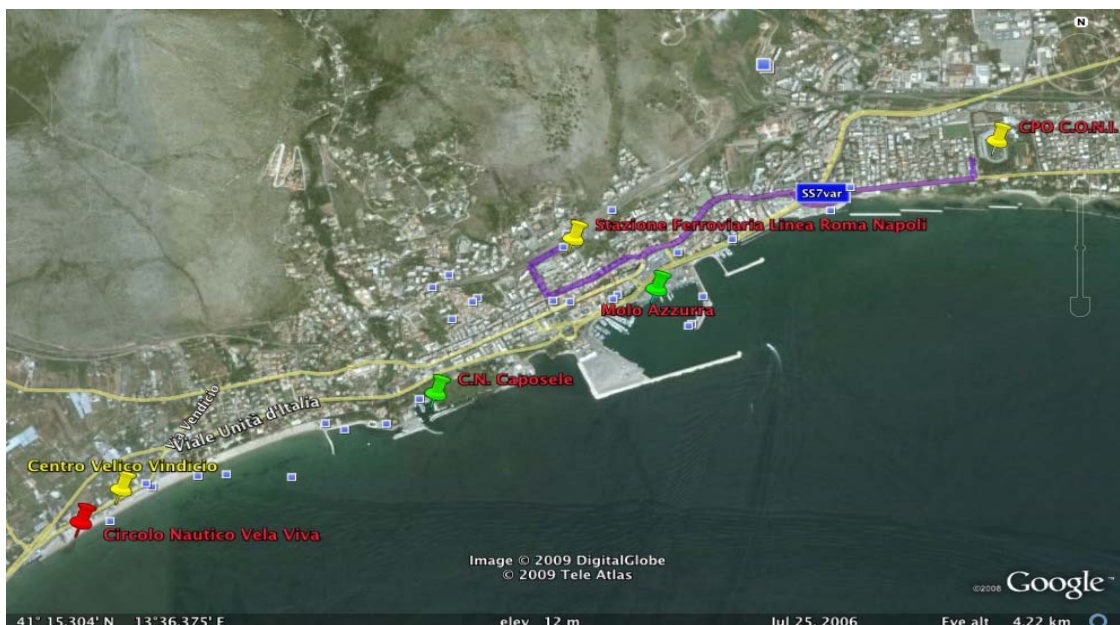 N
CPO C.O.N.I.
SS7var
Stazione Ferroviaria Linea Roma Napoli
Molo Azzurra
C.N. Caposele
Via Vendicio
Viale Unità d'Italia
Centro Velico Vindicio
Circolo Nautico Vela Viva
Image © 2009 DigitalGlobe
© 2009 Tele Atlas
©2008 Google™
41° 15.304' N 13°36.375' E elev 12 m Jul 25, 2006 Eye alt 4.22 km